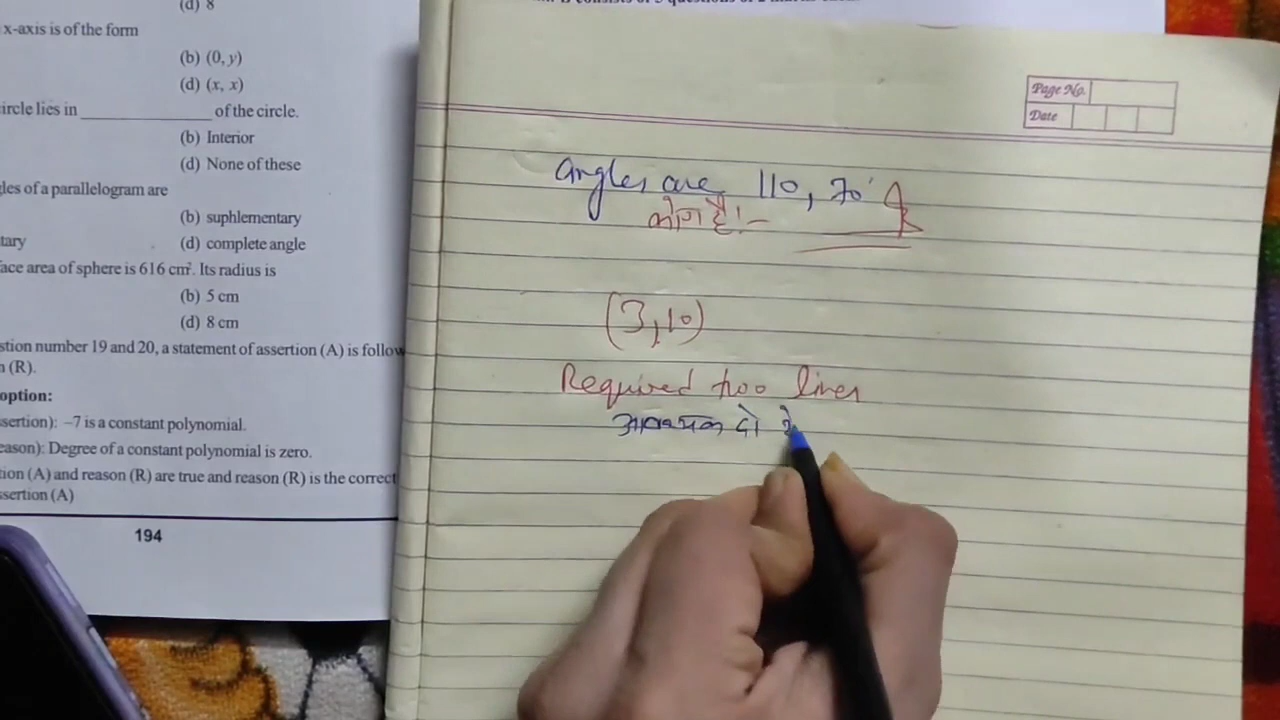 (d) 8
x-axis is of the form
(b) (0, y)
(d) (x, x)
ircle lies in ____________ of the circle.
(b) Interior
(d) None of these
gles of a parallelogram are
(b) suphlementary
tary
(d) complete angle
face area of sphere is 616 cm². Its radius is
(b) 5 cm
(d) 8 cm
stion number 19 and 20, a statement of assertion (A) is follow
n (R).
option:
ssertion): –7 is a constant polynomial.
eason): Degree of a constant polynomial is zero.
tion (A) and reason (R) are true and reason (R) is the correct
ssertion (A)
194
Page No.
Date
Angles are 110, 70°
कोण हैं:–
(3,10)
Required two lines
आवश्यक दो रे